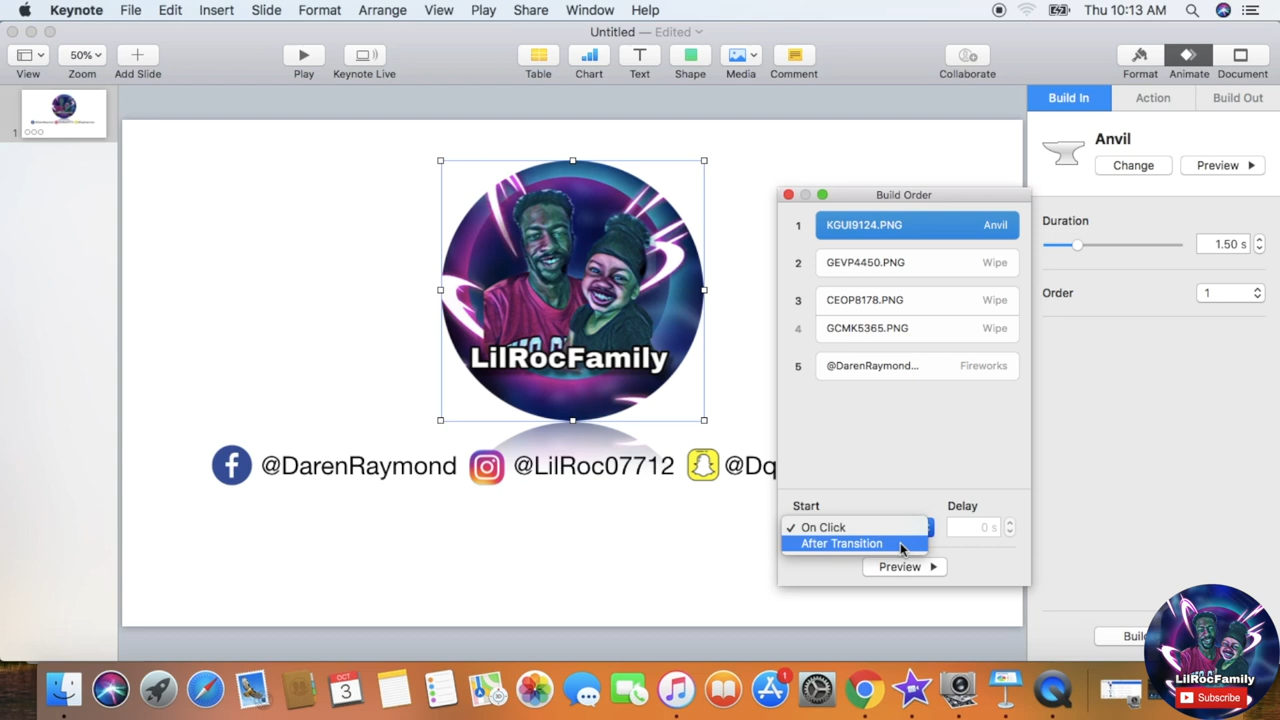 Keynote File Edit Insert Slide Format Arrange View Play Share Window Help Thu 10:13 AM
Untitled — Edited
50%
View Zoom Add Slide Play Keynote Live Table Chart Text Shape Media Comment Collaborate Format Animate Document
1
Build In Action Build Out
Anvil
Change Preview
Duration
1.50 s
Order 1
Build Order
1 KGUI9124.PNG Anvil
2 GEVP4450.PNG Wipe
3 CEOP8178.PNG Wipe
4 GCMK5365.PNG Wipe
5 @DarenRaymond... Fireworks
Start Delay
✓ On Click 0 s
After Transition
Preview
LilRocFamily
@DarenRaymond @LilRoc07712 @Dq
Buil
OCT
3
1
LilRocFamily
Subscribe